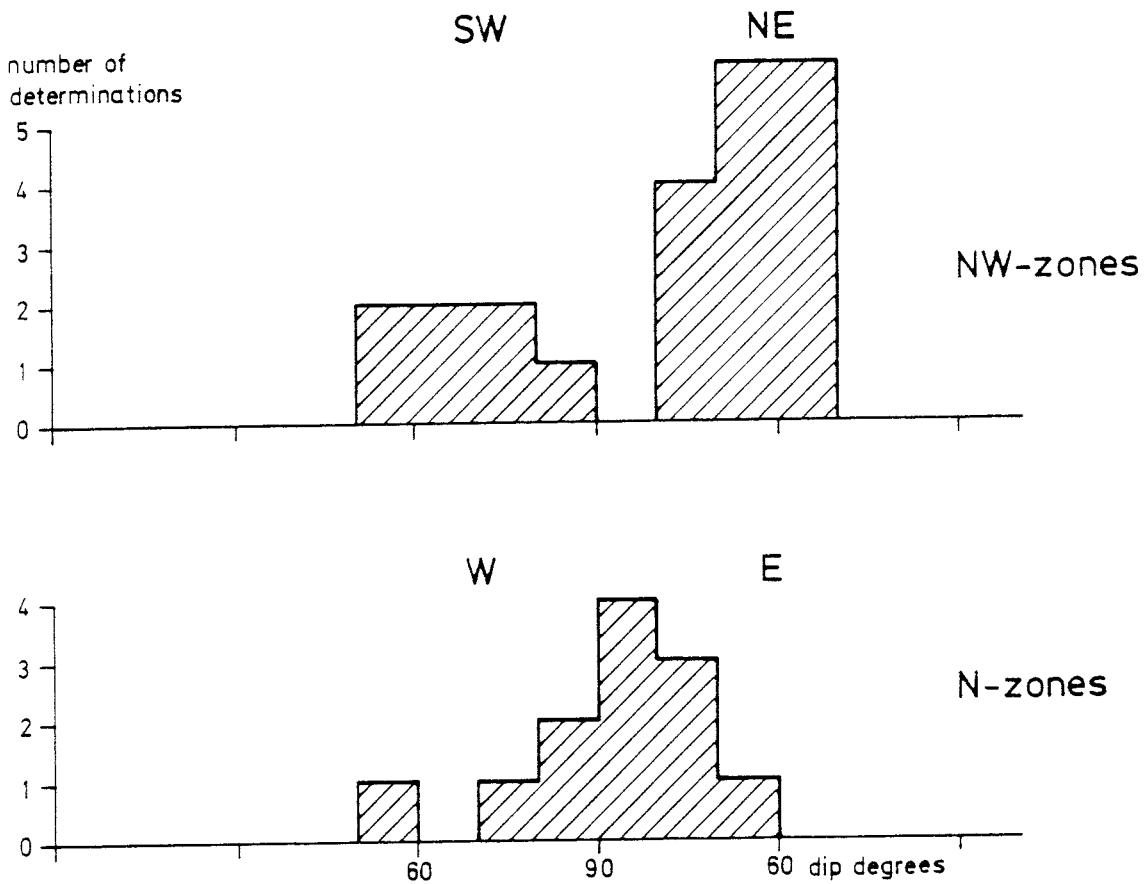 SW NE
number of
determinations
5
4
3
2
1
0
NW-zones
W E
4
3
2
1
0
N-zones
60 90 60 dip degrees